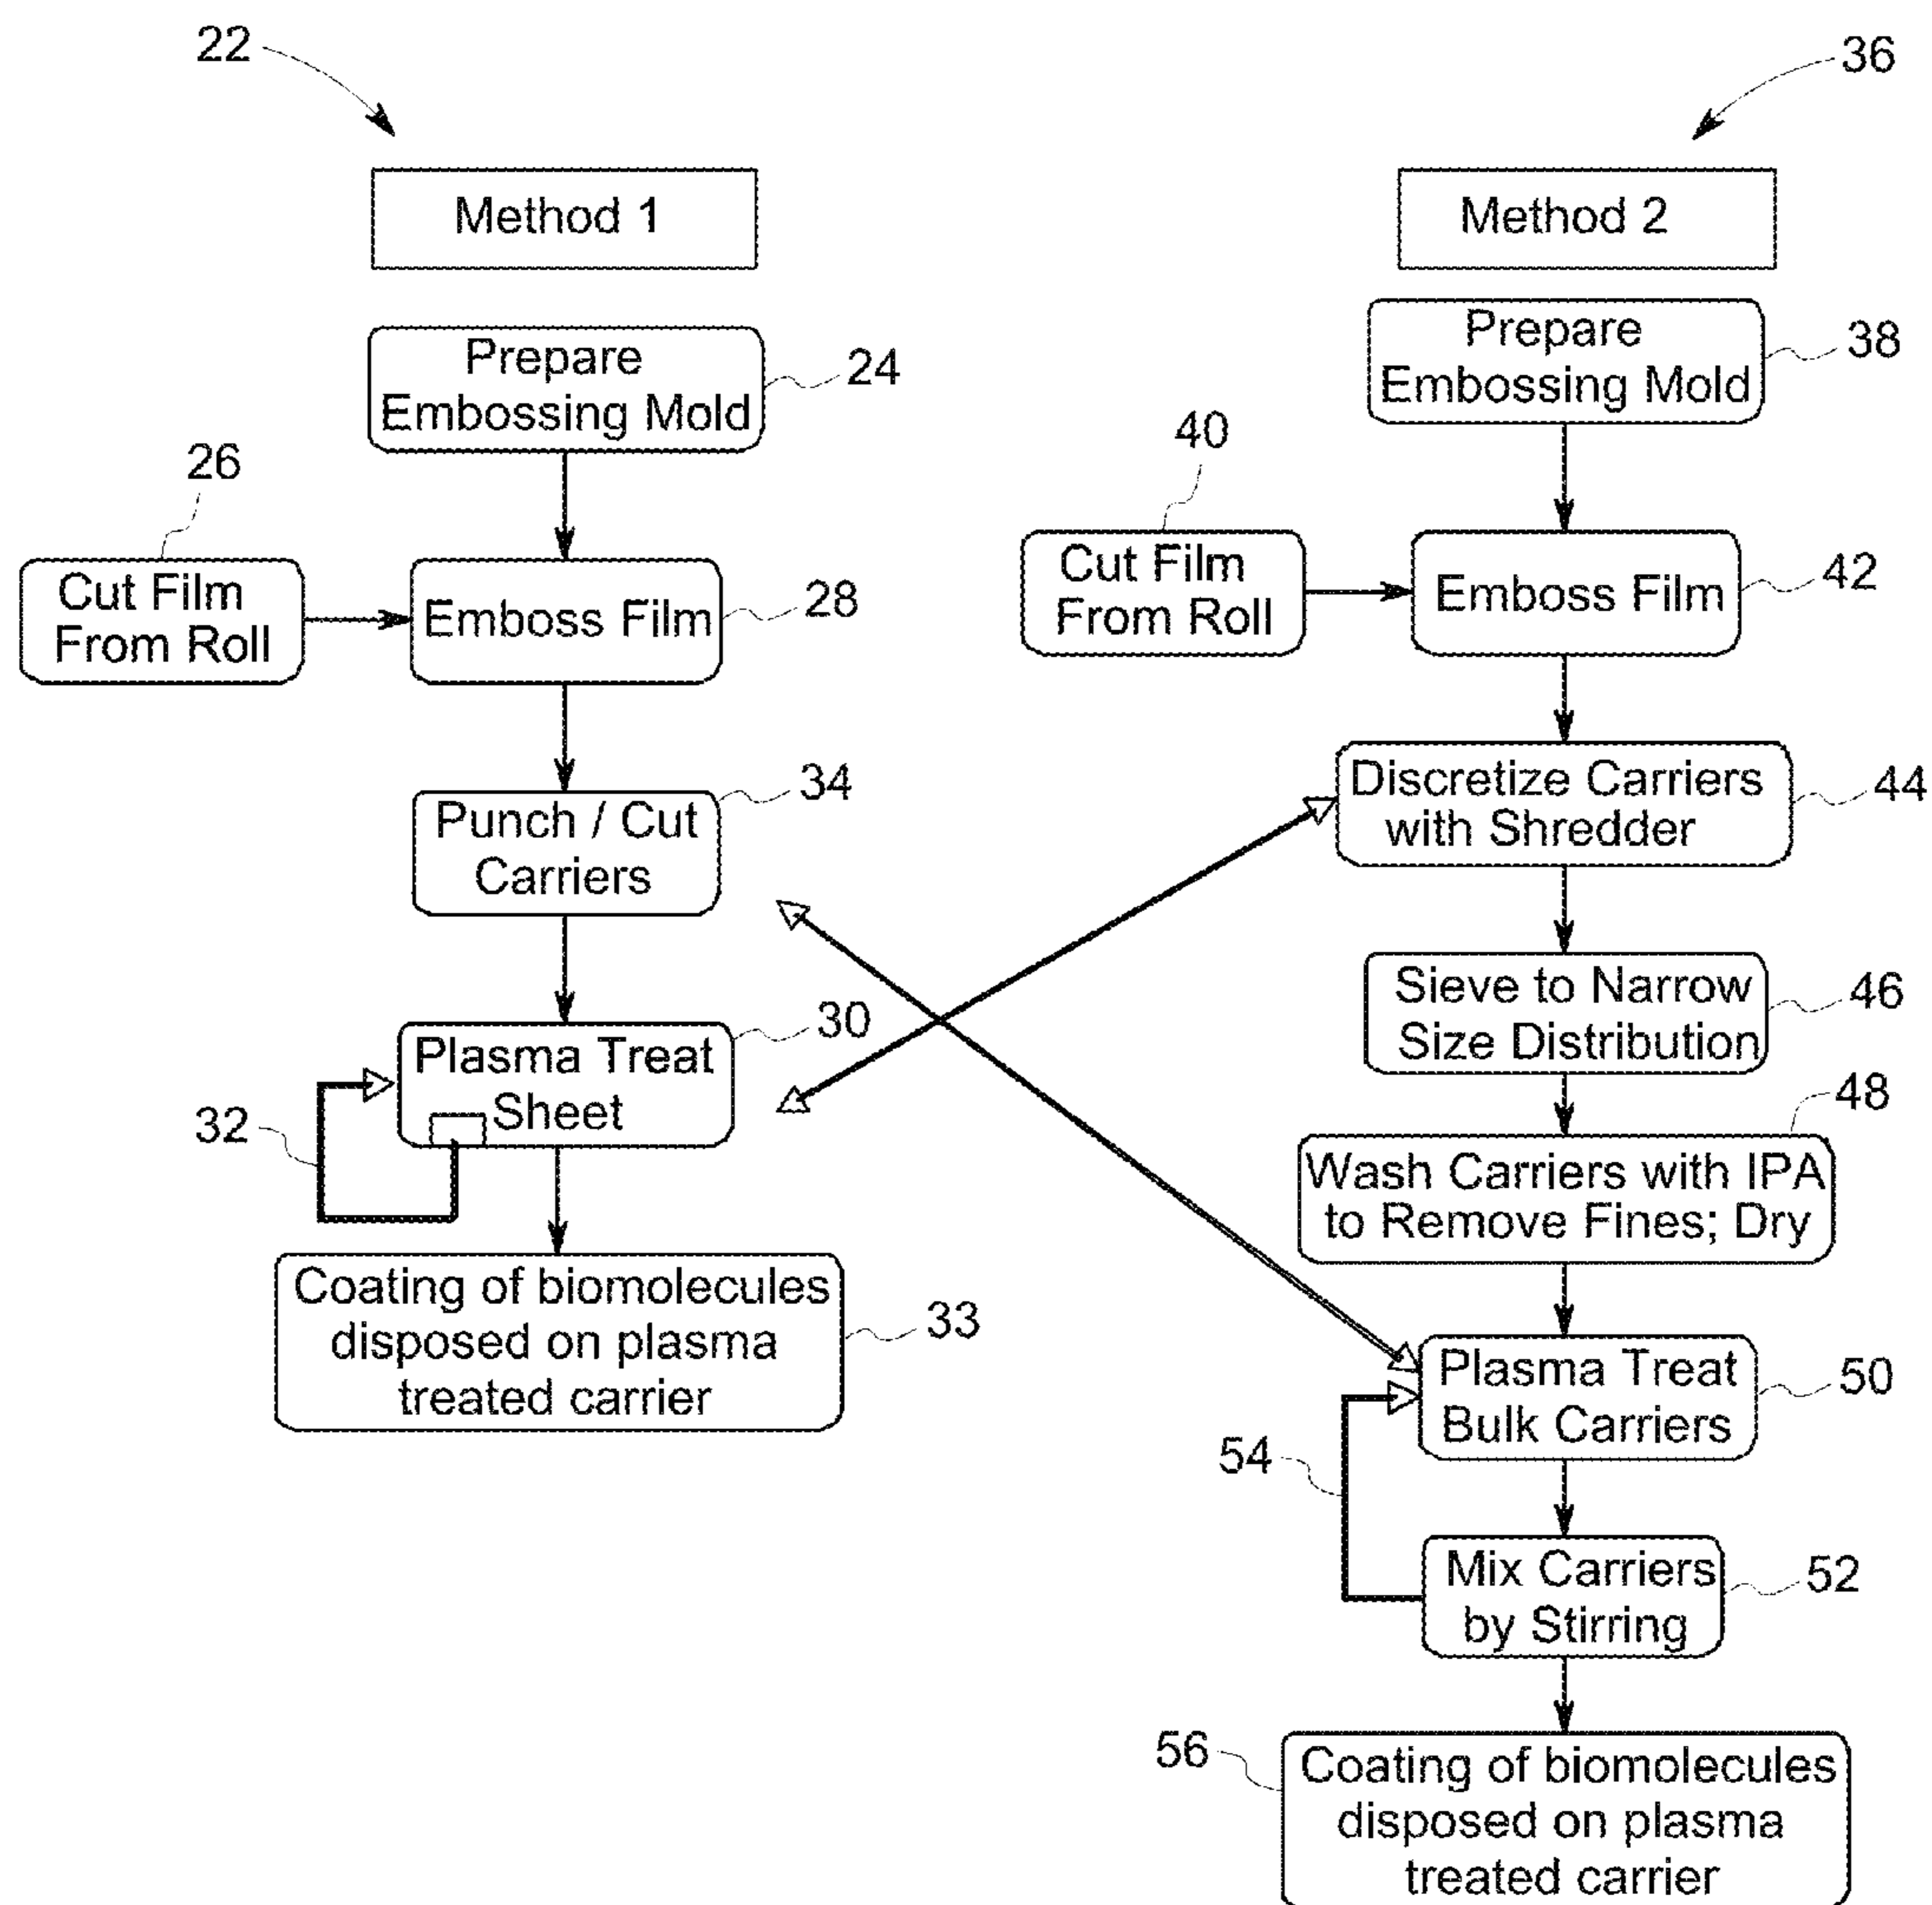 22
Method 1
Prepare
Embossing Mold
24
26
Cut Film
From Roll
Emboss Film
28
Punch / Cut
Carriers
34
Plasma Treat
Sheet
30
32
Coating of biomolecules
disposed on plasma
treated carrier
33
36
Method 2
Prepare
Embossing Mold
38
40
Cut Film
From Roll
Emboss Film
42
Discretize Carriers
with Shredder
44
Sieve to Narrow
Size Distribution
46
48
Wash Carriers with IPA
to Remove Fines; Dry
Plasma Treat
Bulk Carriers
50
54
Mix Carriers
by Stirring
52
56
Coating of biomolecules
disposed on plasma
treated carrier